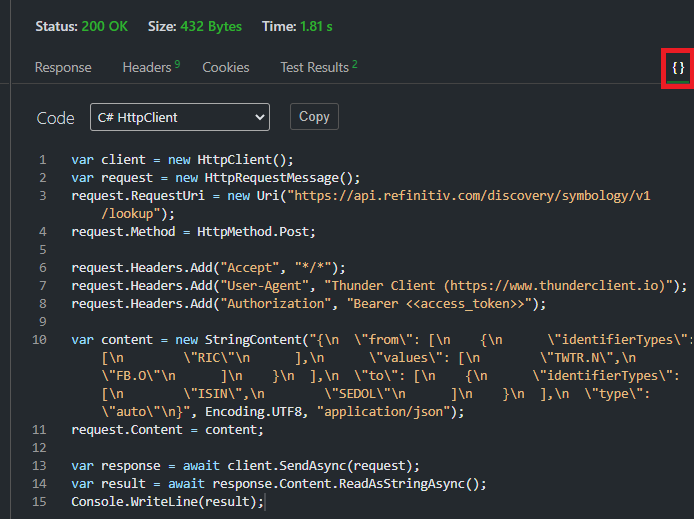 Status: 200 OK Size: 432 Bytes Time: 1.81 s
Response Headers 9 Cookies Test Results 2 {}
Code C# HttpClient Copy
1 var client = new HttpClient();
2 var request = new HttpRequestMessage();
3 request.RequestUri = new Uri("https://api.refinitiv.com/discovery/symbology/v1
/lookup");
4 request.Method = HttpMethod.Post;
5
6 request.Headers.Add("Accept", "*/*");
7 request.Headers.Add("User-Agent", "Thunder Client (https://www.thunderclient.io)");
8 request.Headers.Add("Authorization", "Bearer <<access_token>>");
9
10 var content = new StringContent("{\n  \"from\": [\n    {\n      \"identifierTypes\":
[\n        \"RIC\"\n      ],\n      \"values\": [\n        \"TWTR.N\",\n
\"FB.O\"\n      ]\n    }\n  ],\n  \"to\": [\n    {\n      \"identifierTypes\":
[\n        \"ISIN\",\n        \"SEDOL\"\n      ]\n    }\n  ],\n  \"type\":
\"auto\"\n}", Encoding.UTF8, "application/json");
11 request.Content = content;
12
13 var response = await client.SendAsync(request);
14 var result = await response.Content.ReadAsStringAsync();
15 Console.WriteLine(result);